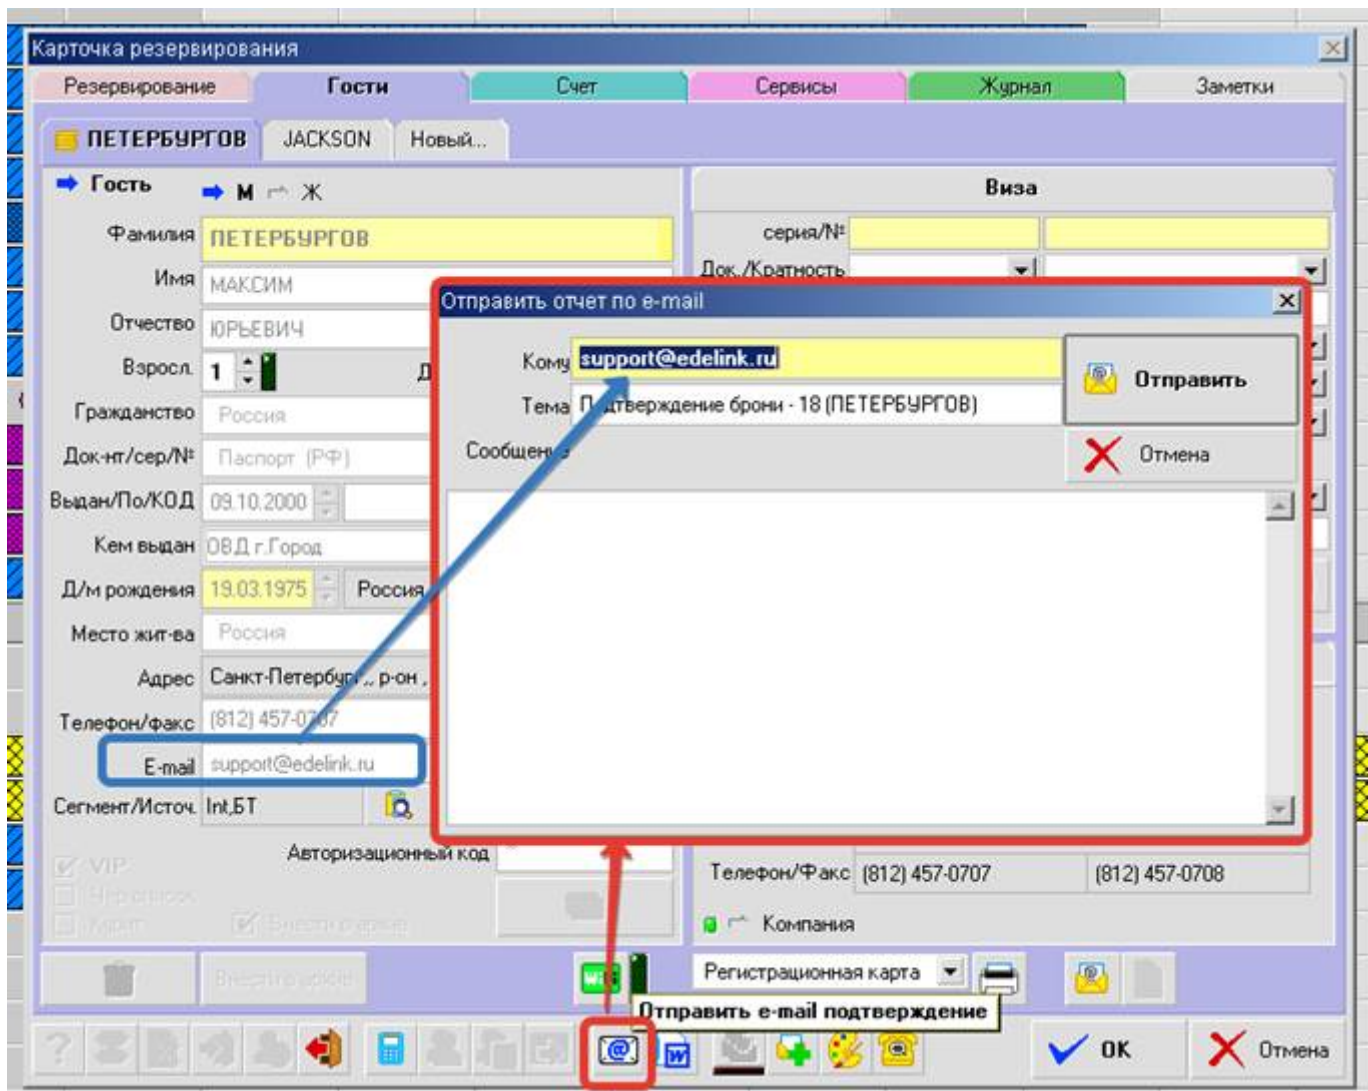 Карточка резервирования
Резервирование Гости Счет Сервисы Журнал Заметки
ПЕТЕРБУРГОВ JACKSON Новый...
Гость М Ж
Виза
Фамилия ПЕТЕРБУРГОВ
серия/№
Имя МАКСИМ
Док./Кратность
Отчество ЮРЬЕВИЧ
Взросл. 1 Д
Гражданство Россия
Док-нт/сер/№ Паспорт (РФ)
Выдан/По/КОД 09.10.2000
Кем выдан ОВД г.Город
Д/м рождения 19.03.1975 Россия
Место жит-ва Россия
Адрес Санкт-Петербург,, р-он ,
Телефон/факс (812) 457-0707
E-mail support@edelink.ru
Сегмент/Источ. Int,БТ
Авторизационный код
VIP
Отправить отчет по e-mail
Кому support@edelink.ru
Отправить
Тема Подтверждение брони - 18 (ПЕТЕРБУРГОВ)
Сообщение
Отмена
Телефон/Факс (812) 457-0707 (812) 457-0708
Компания
Регистрационная карта
Отправить e-mail подтверждение
OK
Отмена